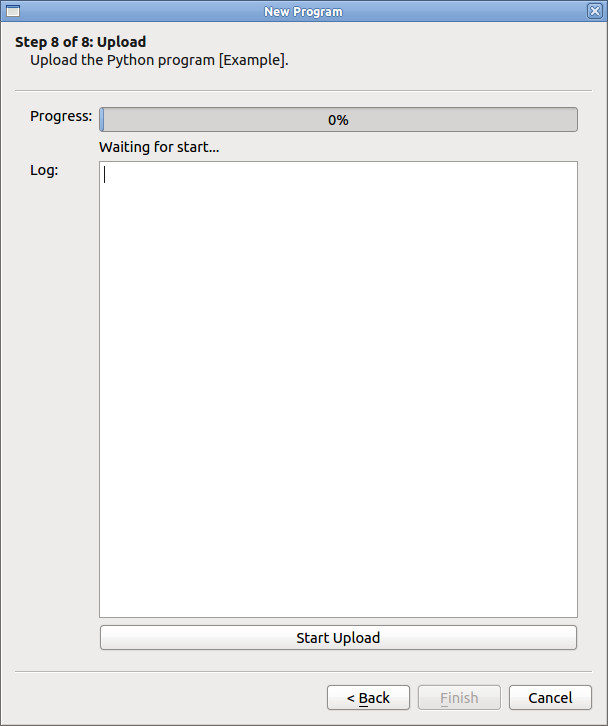 New Program
Step 8 of 8: Upload
Upload the Python program [Example].
Progress: 0%
Waiting for start...
Log:
Start Upload
< Back Finish Cancel